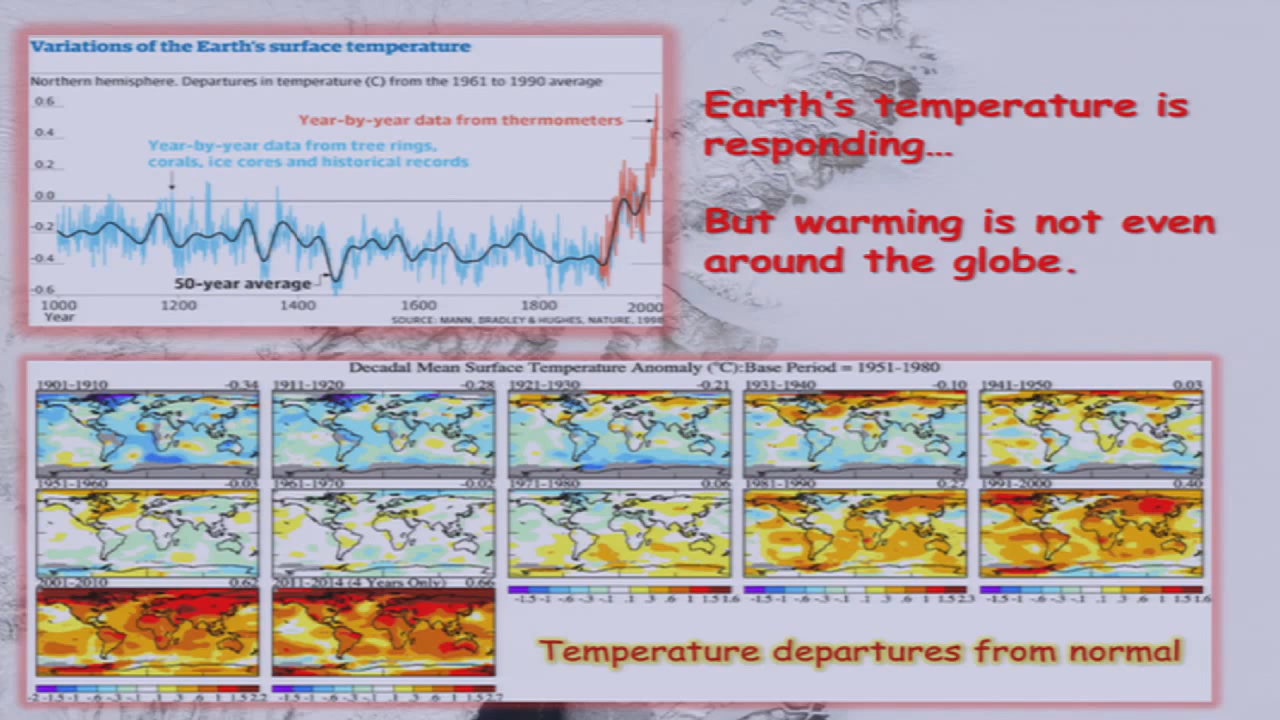 Variations of the Earth's surface temperature
Northern hemisphere. Departures in temperature (C) from the 1961 to 1990 average
0.6
Year-by-year data from thermometers
0.4
Year-by-year data from tree rings,
corals, ice cores and historical records
0.2
0.0
-0.2
-0.4
50-year average
-0.6
1000 1200 1400 1600 1800 2000
Year
SOURCE: MANN, BRADLEY & HUGHES, NATURE, 1998
Earth's temperature is
responding...
But warming is not even
around the globe.
Decadal Mean Surface Temperature Anomaly (°C):Base Period = 1951-1980
1901-1910 -0.34 1911-1920 -0.28 1921-1930 -0.21 1931-1940 -0.10 1941-1950 0.03
1951-1960 -0.03 1961-1970 -0.02 1971-1980 0.06 1981-1990 0.27 1991-2000 0.40
2001-2010 0.62 2011-2014 (4 Years Only) 0.66
Temperature departures from normal